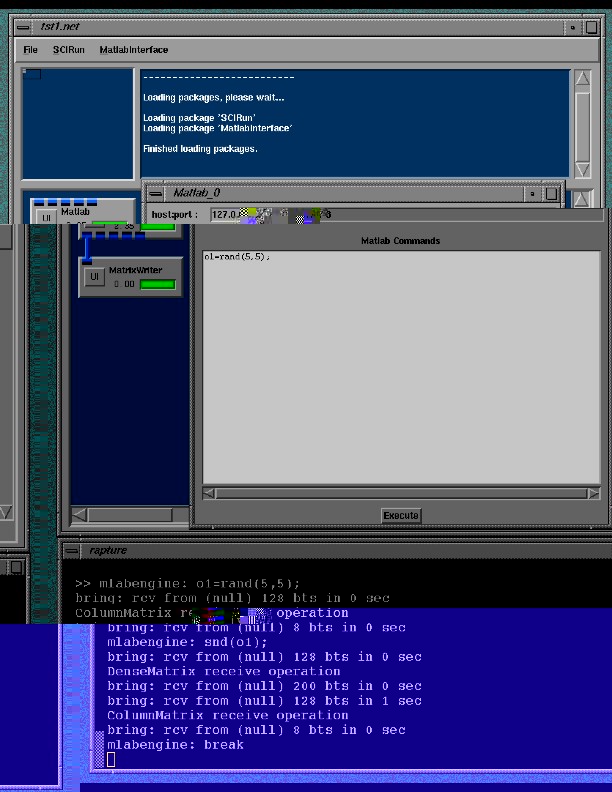 tst1.net
File SCIRun MatlabInterface
---------------------------
Loading packages, please wait...
Loading package 'SCIRun'
Loading package 'MatlabInterface'
Finished loading packages.
Matlab_0
UI Matlab
host:port : 127.0.
Matlab Commands
o1=rand(5,5);
UI MatrixWriter
0.00
Execute
rapture
>> mlabengine: o1=rand(5,5);
bring: rcv from (null) 128 bts in 0 sec
ColumnMatrix operation
bring: rcv from (null) 8 bts in 0 sec
mlabengine: snd(o1);
bring: rcv from (null) 128 bts in 0 sec
DenseMatrix receive operation
bring: rcv from (null) 200 bts in 0 sec
bring: rcv from (null) 128 bts in 1 sec
ColumnMatrix receive operation
bring: rcv from (null) 8 bts in 0 sec
mlabengine: break